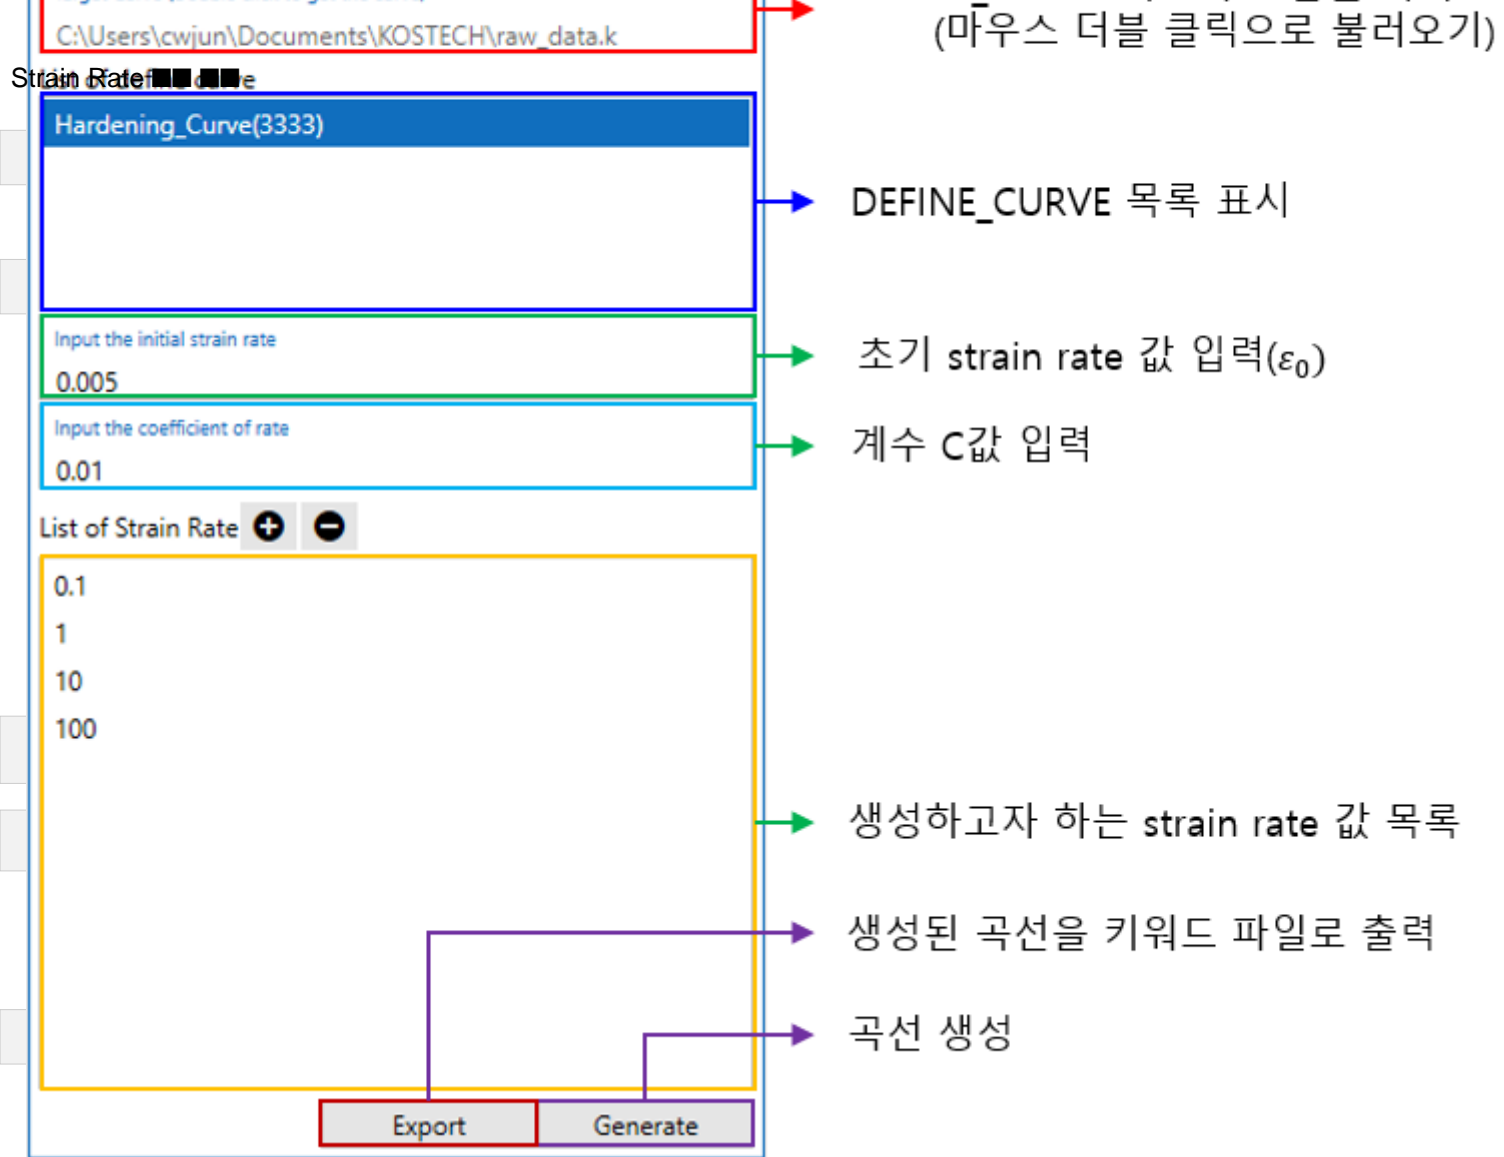 C:\Users\cwjun\Documents\KOSTECH\raw_data.k
(마우스 더블 클릭으로 불러오기)
Strain Rate
List of define curve
Hardening_Curve(3333)
DEFINE_CURVE 목록 표시
Input the initial strain rate
0.005
초기 strain rate 값 입력(ε₀)
Input the coefficient of rate
0.01
계수 C값 입력
List of Strain Rate
0.1
1
10
100
생성하고자 하는 strain rate 값 목록
생성된 곡선을 키워드 파일로 출력
곡선 생성
Export
Generate